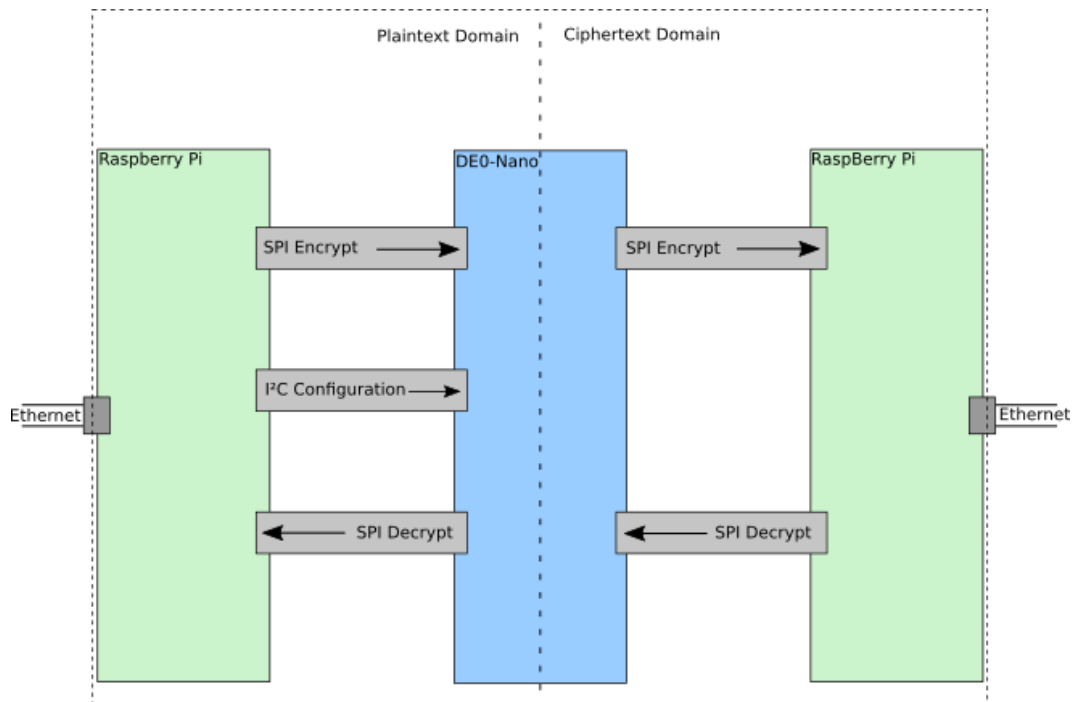 Plaintext Domain
Ciphertext Domain
Raspberry Pi
DE0-Nano
RaspBerry Pi
SPI Encrypt
SPI Encrypt
I²C Configuration
Ethernet
Ethernet
SPI Decrypt
SPI Decrypt